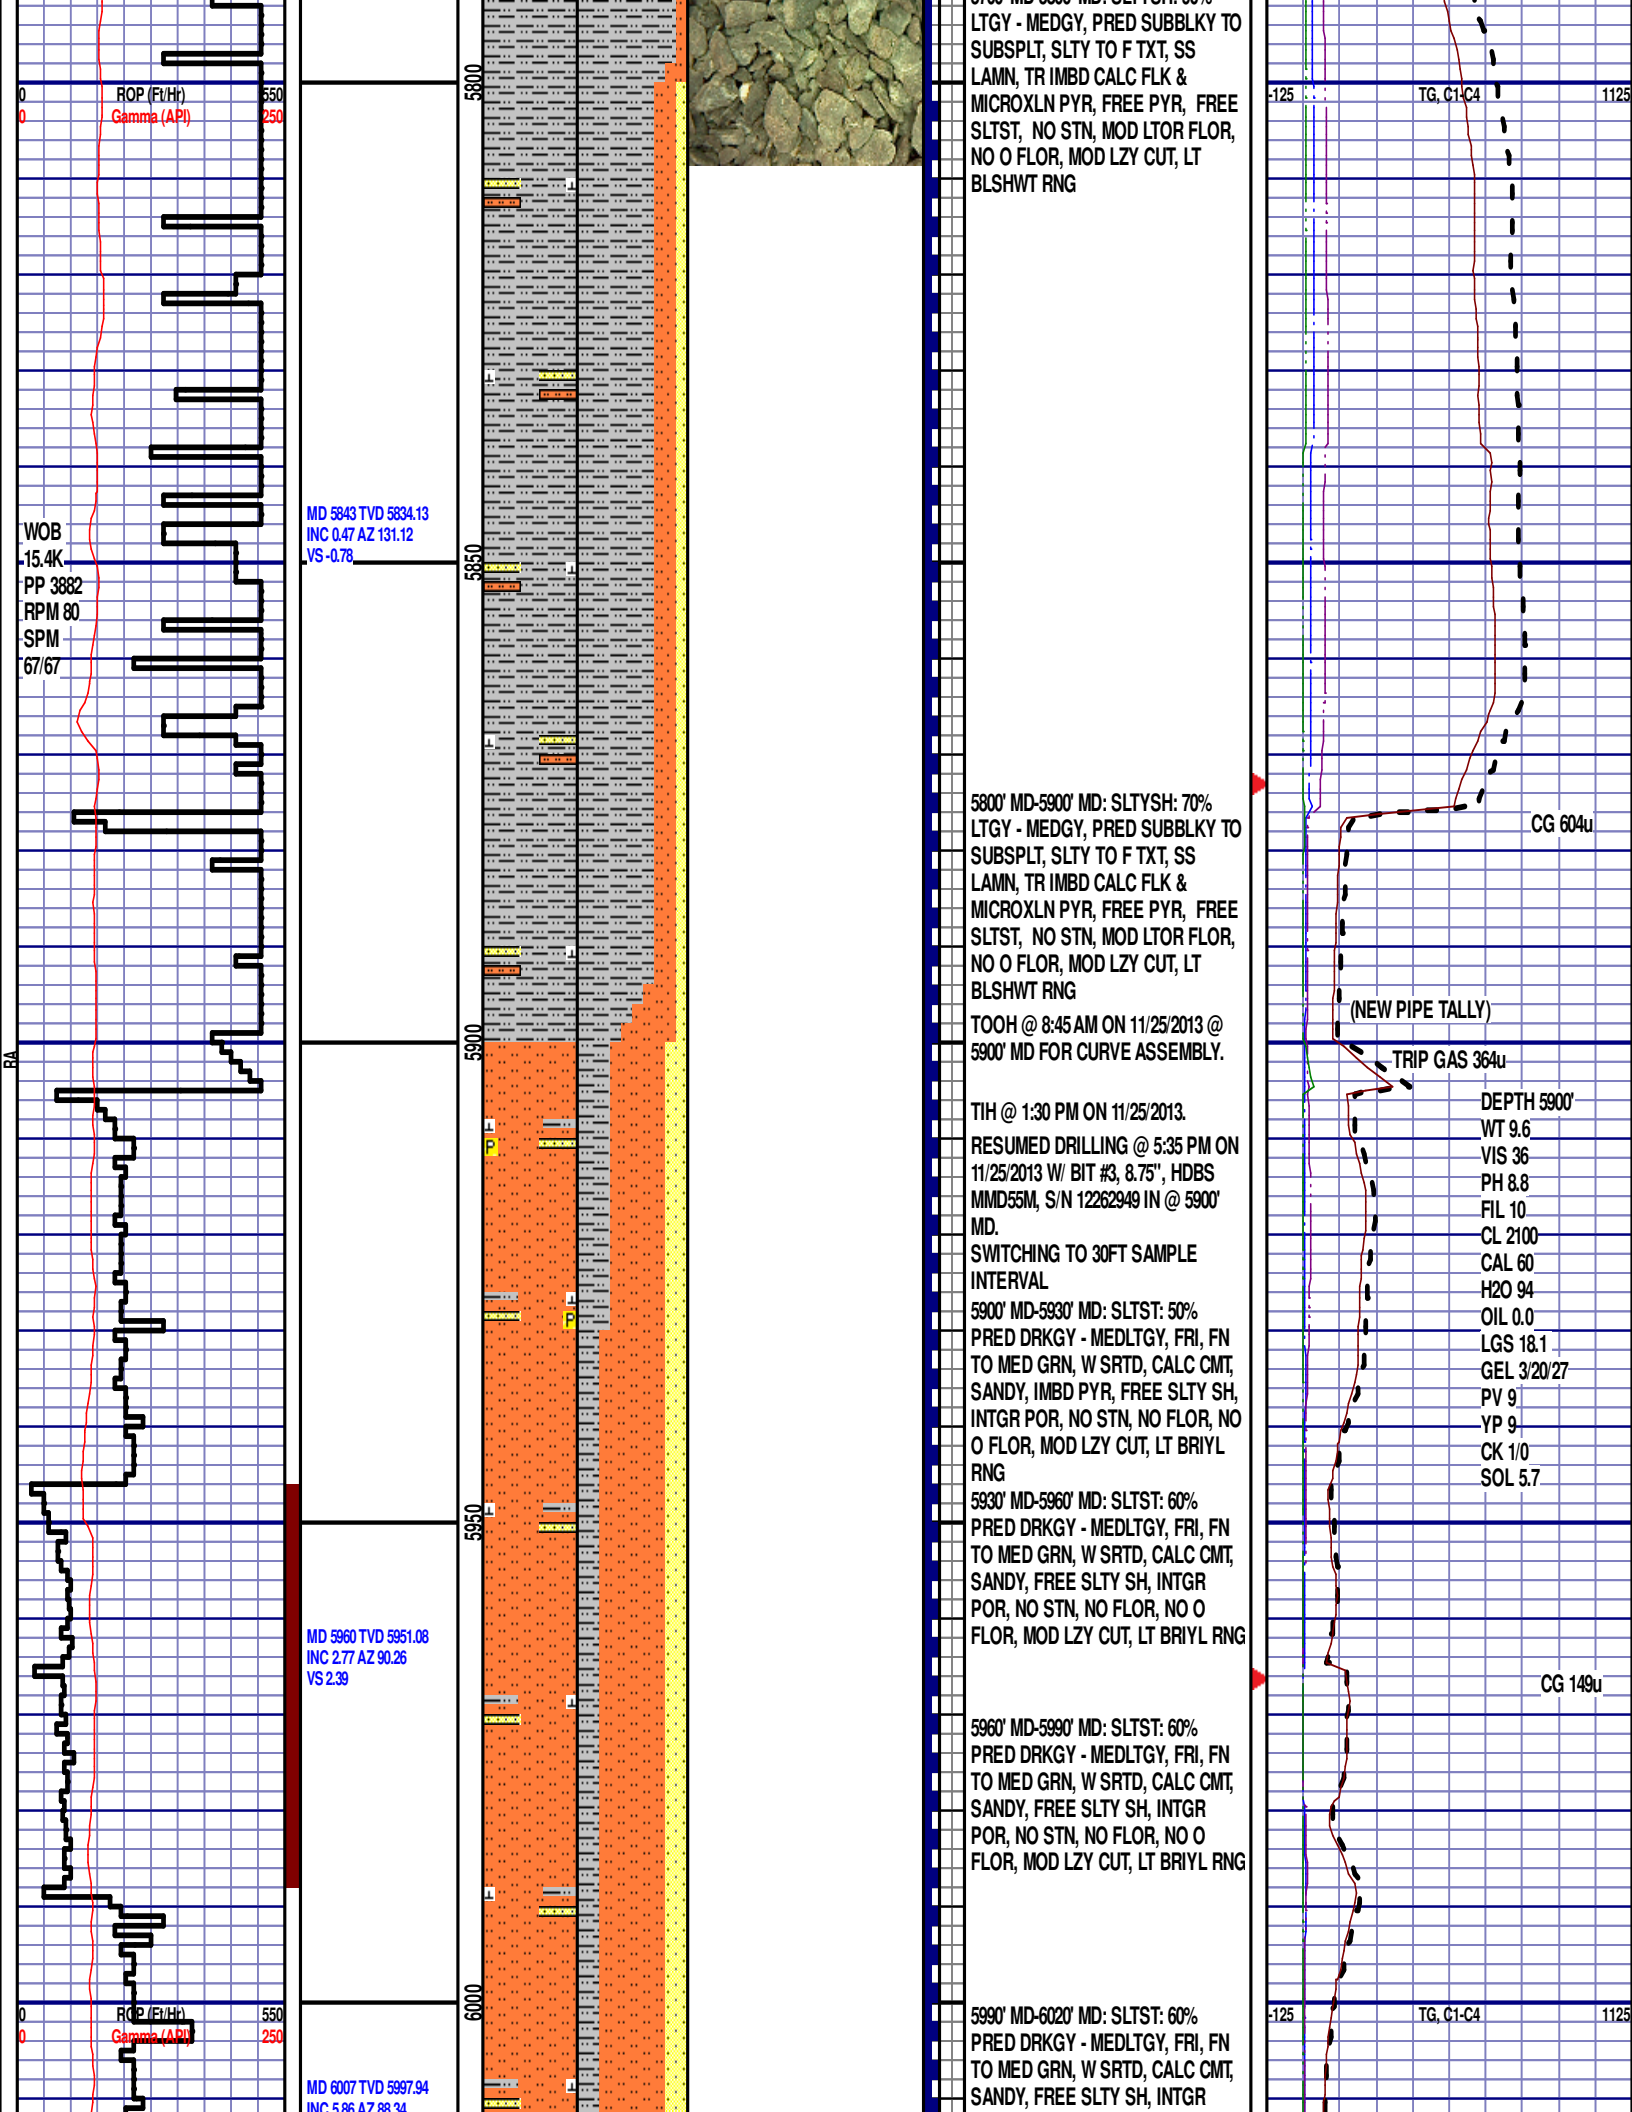 ROP (Ft/Hr)
0
550
Gamma (API)
0
250
WOB
15.4K
PP 3882
RPM 80
SPM
67/67
BA
ROP (Ft/Hr)
0
550
Gamma (API)
0
250
MD 5843 TVD 5834.13
INC 0.47 AZ 131.12
VS -0.78
MD 5960 TVD 5951.08
INC 2.77 AZ 90.26
VS 2.39
MD 6007 TVD 5997.94
INC 5.86 AZ 88.34
5800
5850
5900
5950
6000
P
P
LTGY - MEDGY, PRED SUBBLKY TO
SUBSPLT, SLTY TO F TXT, SS
LAMN, TR IMBD CALC FLK &
MICROXLN PYR, FREE PYR, FREE
SLTST, NO STN, MOD LTOR FLOR,
NO O FLOR, MOD LZY CUT, LT
BLSHWT RNG
5800' MD-5900' MD: SLTYSH: 70%
LTGY - MEDGY, PRED SUBBLKY TO
SUBSPLT, SLTY TO F TXT, SS
LAMN, TR IMBD CALC FLK &
MICROXLN PYR, FREE PYR, FREE
SLTST, NO STN, MOD LTOR FLOR,
NO O FLOR, MOD LZY CUT, LT
BLSHWT RNG
TOOH @ 8:45 AM ON 11/25/2013 @
5900' MD FOR CURVE ASSEMBLY.
TIH @ 1:30 PM ON 11/25/2013.
RESUMED DRILLING @ 5:35 PM ON
11/25/2013 W/ BIT #3, 8.75", HDBS
MMD55M, S/N 12262949 IN @ 5900'
MD.
SWITCHING TO 30FT SAMPLE
INTERVAL
5900' MD-5930' MD: SLTST: 50%
PRED DRKGY - MEDLTGY, FRI, FN
TO MED GRN, W SRTD, CALC CMT,
SANDY, IMBD PYR, FREE SLTY SH,
INTGR POR, NO STN, NO FLOR, NO
O FLOR, MOD LZY CUT, LT BRIYL
RNG
5930' MD-5960' MD: SLTST: 60%
PRED DRKGY - MEDLTGY, FRI, FN
TO MED GRN, W SRTD, CALC CMT,
SANDY, FREE SLTY SH, INTGR
POR, NO STN, NO FLOR, NO O
FLOR, MOD LZY CUT, LT BRIYL RNG
5960' MD-5990' MD: SLTST: 60%
PRED DRKGY - MEDLTGY, FRI, FN
TO MED GRN, W SRTD, CALC CMT,
SANDY, FREE SLTY SH, INTGR
POR, NO STN, NO FLOR, NO O
FLOR, MOD LZY CUT, LT BRIYL RNG
5990' MD-6020' MD: SLTST: 60%
PRED DRKGY - MEDLTGY, FRI, FN
TO MED GRN, W SRTD, CALC CMT,
SANDY, FREE SLTY SH, INTGR
-125
TG, C1-C4
1125
CG 604u
(NEW PIPE TALLY)
TRIP GAS 364u
DEPTH 5900'
WT 9.6
VIS 36
PH 8.8
FIL 10
CL 2100
CAL 60
H2O 94
OIL 0.0
LGS 18.1
GEL 3/20/27
PV 9
YP 9
CK 1/0
SOL 5.7
CG 149u
-125
TG, C1-C4
1125